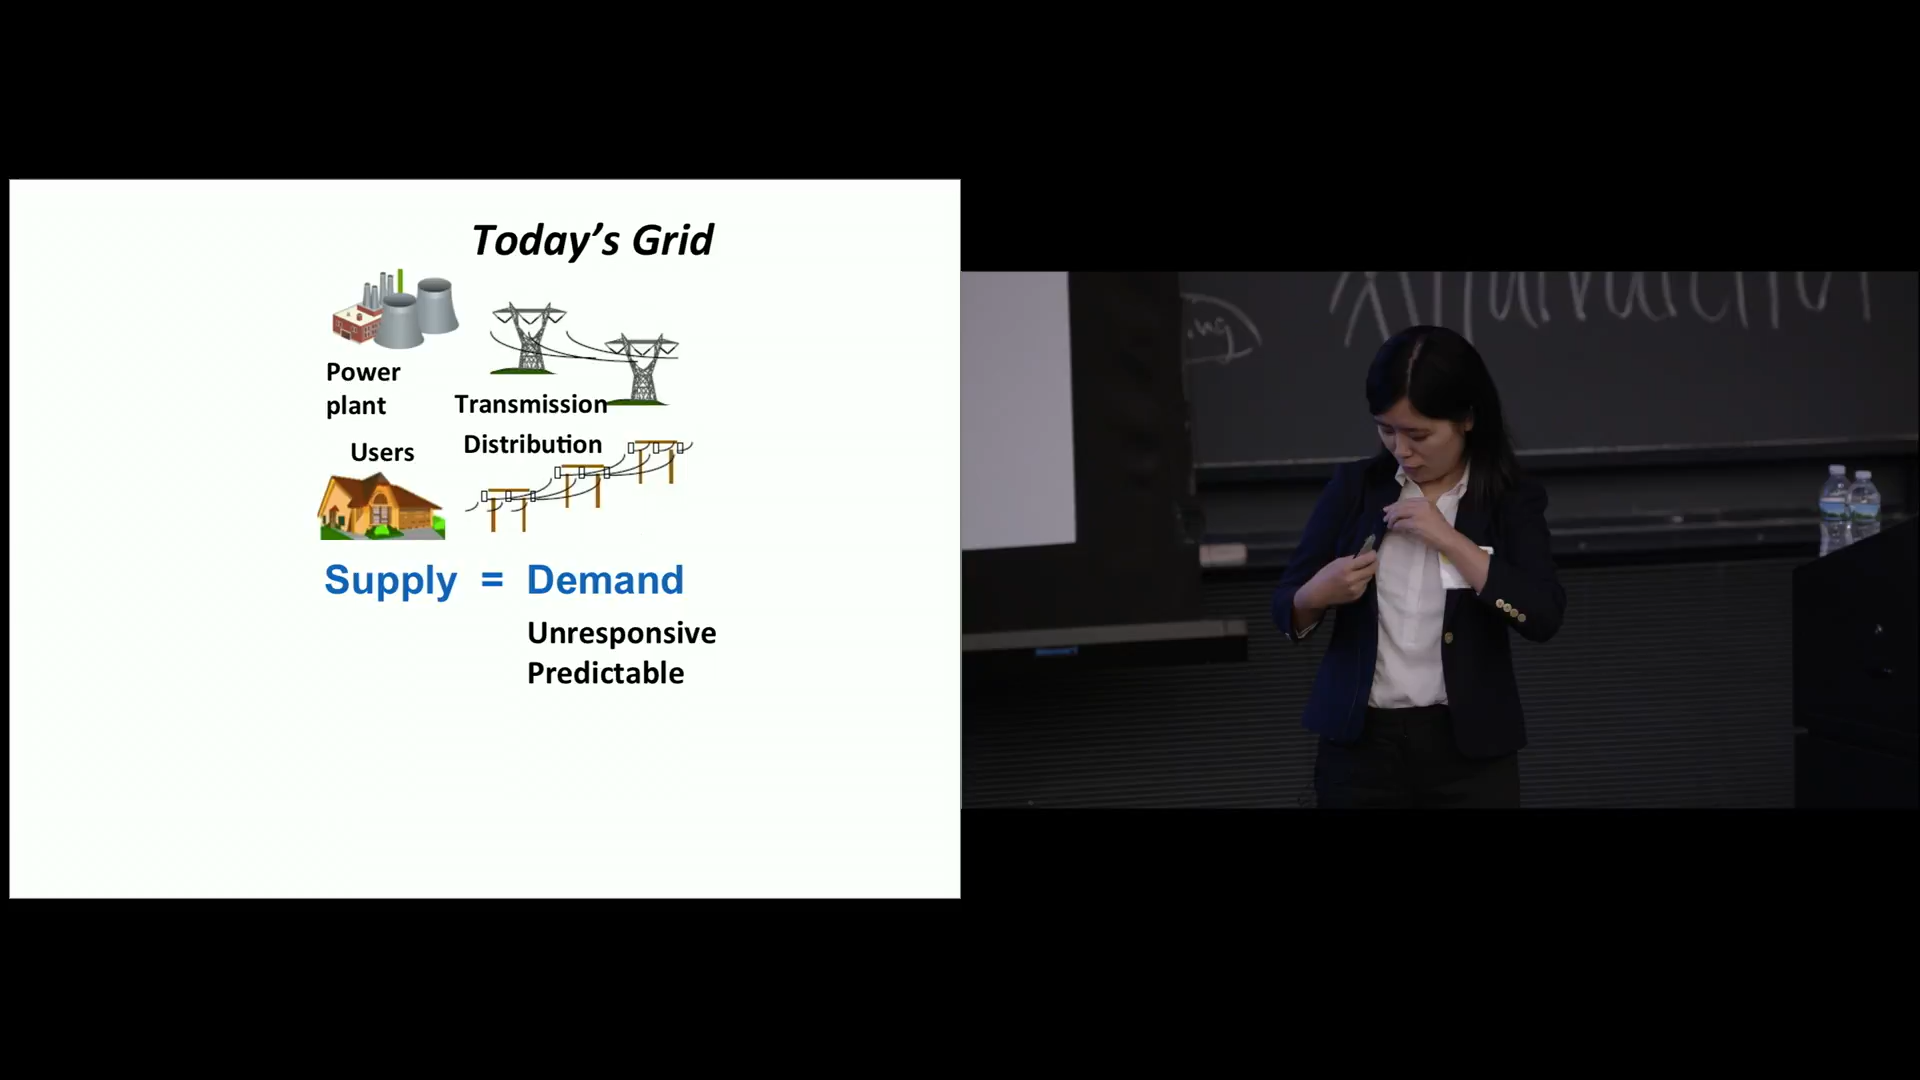 Today's Grid
Power
plant
Transmission
Users
Distribution
Supply = Demand
Unresponsive
Predictable